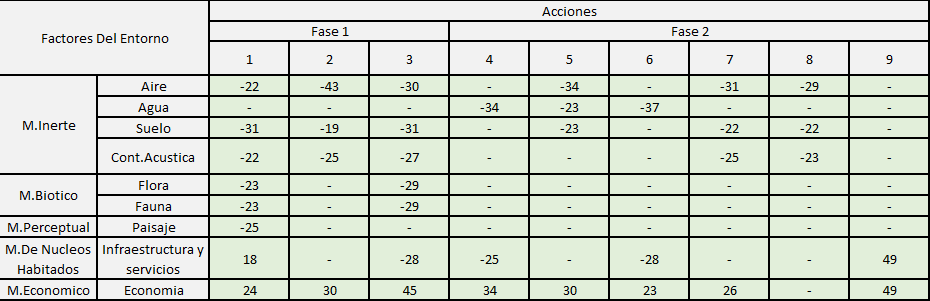 Factores Del Entorno Acciones
Fase 1 Fase 2
1 2 3 4 5 6 7 8 9
M.Inerte Aire -22 -43 -30 - -34 - -31 -29 -
Agua - - - -34 -23 -37 - - -
Suelo -31 -19 -31 - -23 - -22 -22 -
Cont.Acustica -22 -25 -27 - - - -25 -23 -
M.Biotico Flora -23 - -29 - - - - - -
Fauna -23 - -29 - - - - - -
M.Perceptual Paisaje -25 - - - - - - - -
M.De Nucleos Habitados Infraestructura y servicios 18 - -28 -25 - -28 - - 49
M.Economico Economia 24 30 45 34 30 23 26 - 49